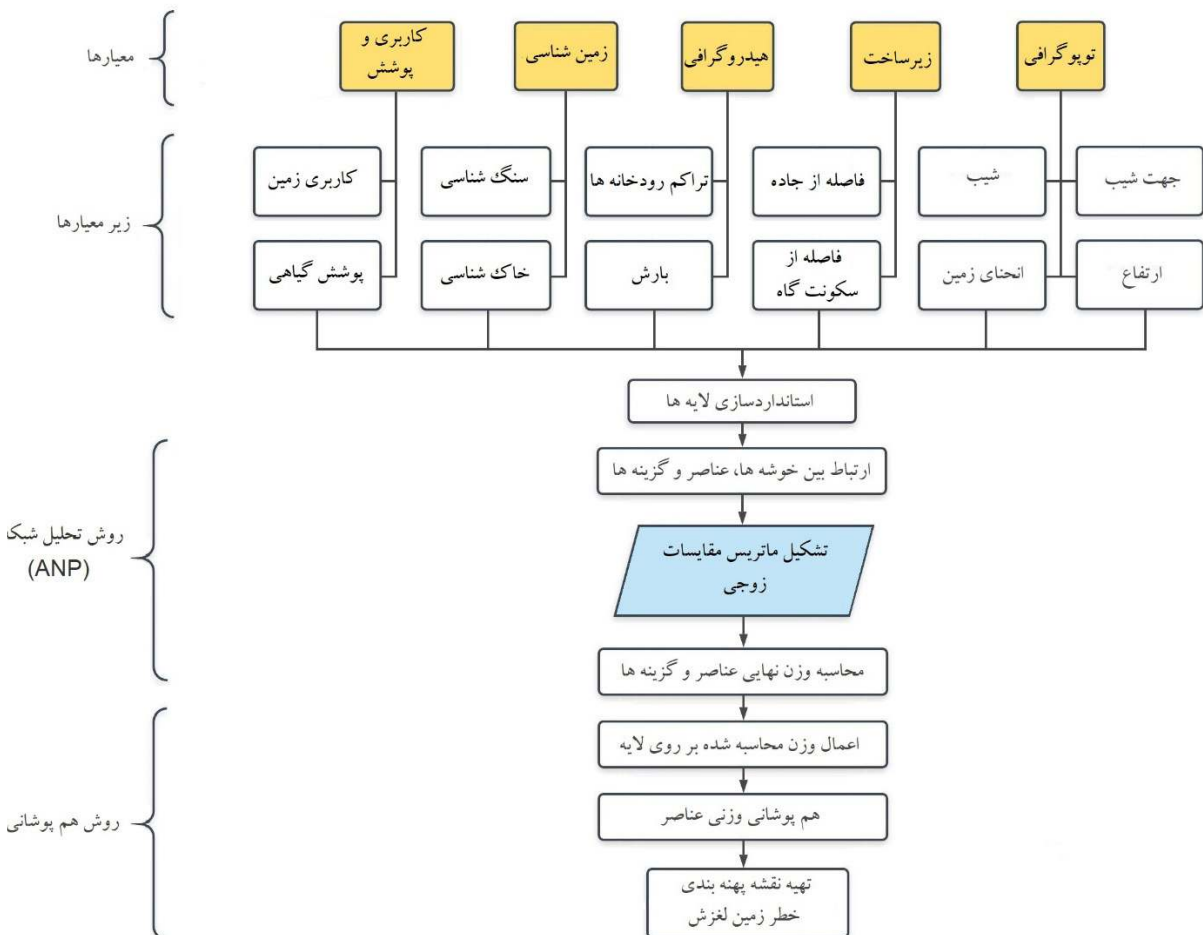 معیارها
توپوگرافی
زیرساخت
هیدروگرافی
زمین شناسی
کاربری و
پوشش
زیر معیارها
جهت شیب
شیب
فاصله از جاده
تراکم رودخانه ها
سنگ شناسی
کاربری زمین
ارتفاع
انحنای زمین
فاصله از
سکونت گاه
بارش
خاک شناسی
پوشش گیاهی
استانداردسازی لایه ها
روش تحلیل شبکه
(ANP)
ارتباط بین خوشه ها، عناصر و گزینه ها
تشکیل ماتریس مقایسات
زوجی
محاسبه وزن نهایی عناصر و گزینه ها
روش هم پوشانی
اعمال وزن محاسبه شده بر روی لایه
هم پوشانی وزنی عناصر
تهیه نقشه پهنه بندی
خطر زمین لغزش